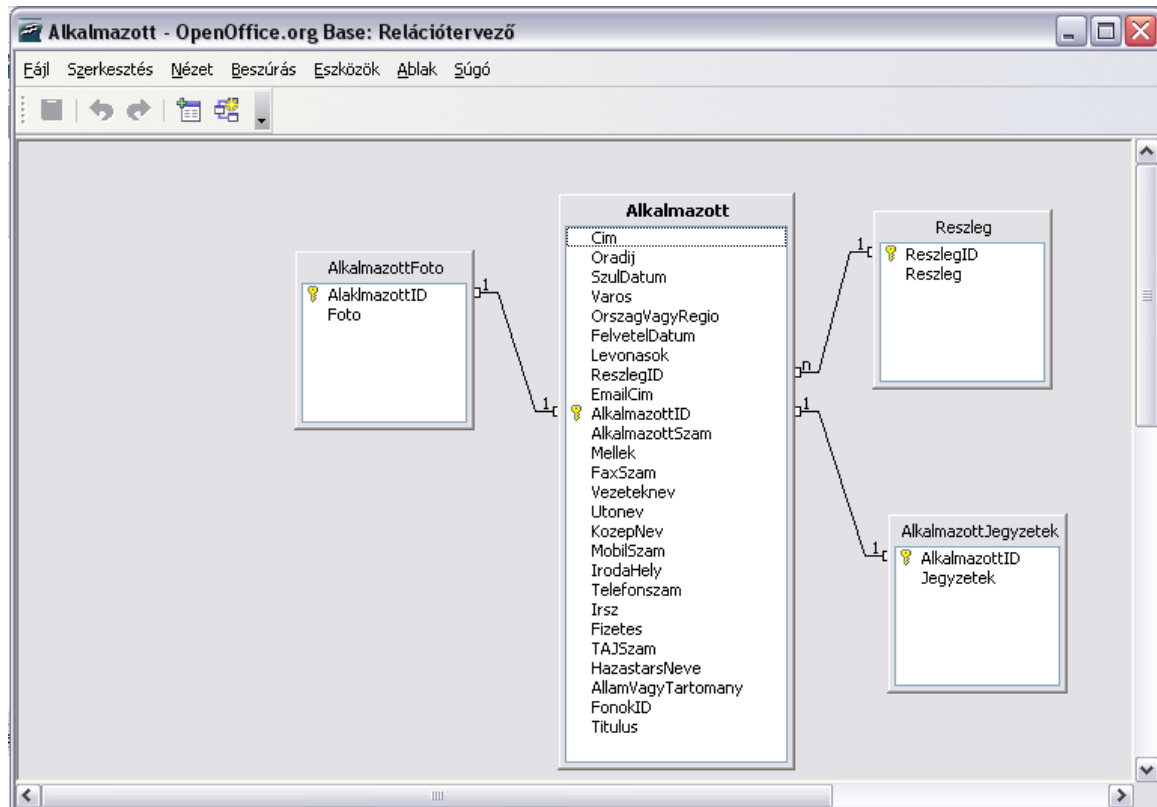 Alkalmazott - OpenOffice.org Base: Relációtervező
Fájl Szerkesztés Nézet Beszúrás Eszközök Ablak Súgó
AlkalmazottFoto
AlaklmazottID
Foto
1
1
Alkalmazott
Cim
Oradij
SzulDatum
Varos
OrszagVagyRegio
FelvetelDatum
Levonasok
ReszlegID
EmailCim
AlkalmazottID
AlkalmazottSzam
Mellek
FaxSzam
Vezeteknev
Utonev
KozepNev
MobilSzam
IrodaHely
Telefonszam
Irsz
Fizetes
TAJSzam
HazastarsNeve
AllamVagyTartomany
FonokID
Titulus
n
1
Reszleg
ReszlegID
Reszleg
1
1
AlkalmazottJegyzetek
AlkalmazottID
Jegyzetek